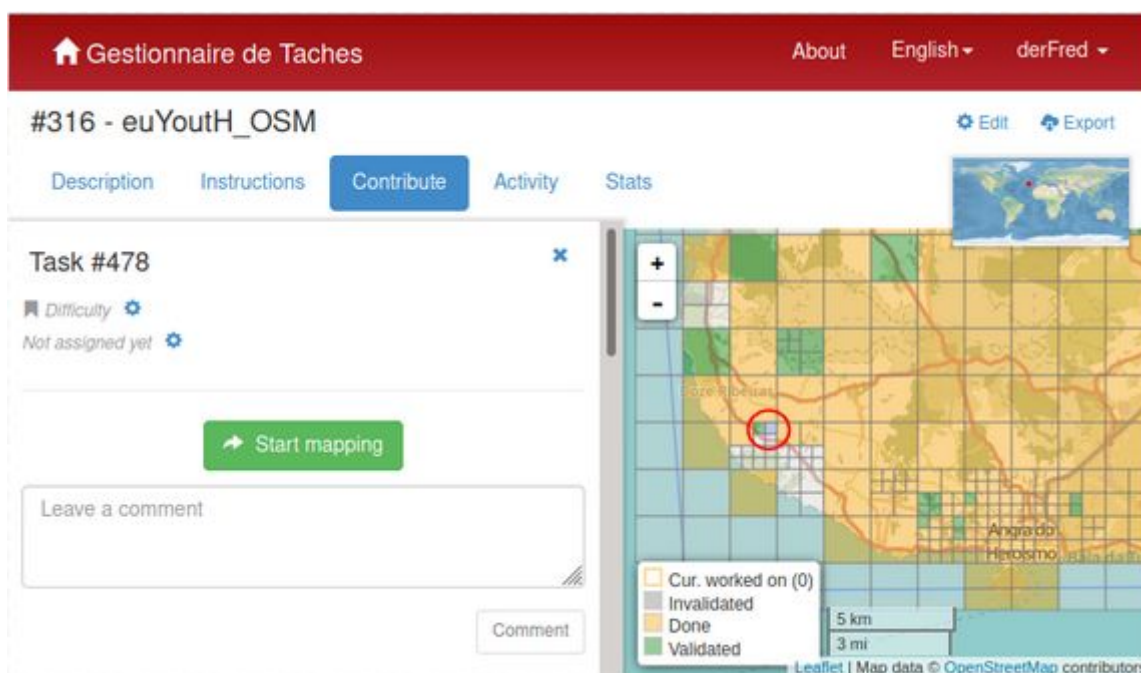 Gestionnaire de Taches
About English derFred
#316 - euYoutH_OSM
Edit Export
Description Instructions Contribute Activity Stats
Task #478
Difficulty
Not assigned yet
Start mapping
Leave a comment
Comment
+
-
Doze Ribeiras
Angra do
Heroísmo
Cur. worked on (0)
Invalidated
Done
Validated
5 km
3 mi
Leaflet | Map data © OpenStreetMap contributors